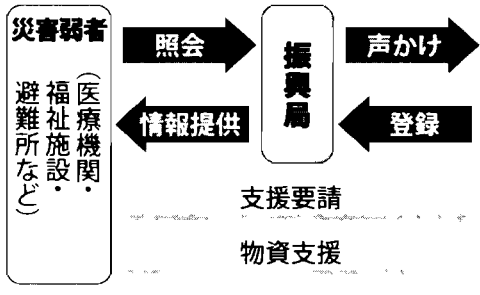 災害弱者
（医療機関・
福祉施設・
避難所など）
照会
情報提供
振興局
声かけ
登録
支援要請
物資支援